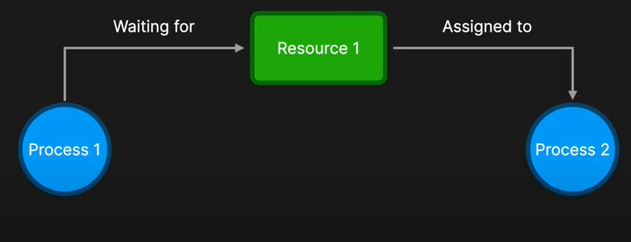 Waiting for
Resource 1
Assigned to
Process 1
Process 2